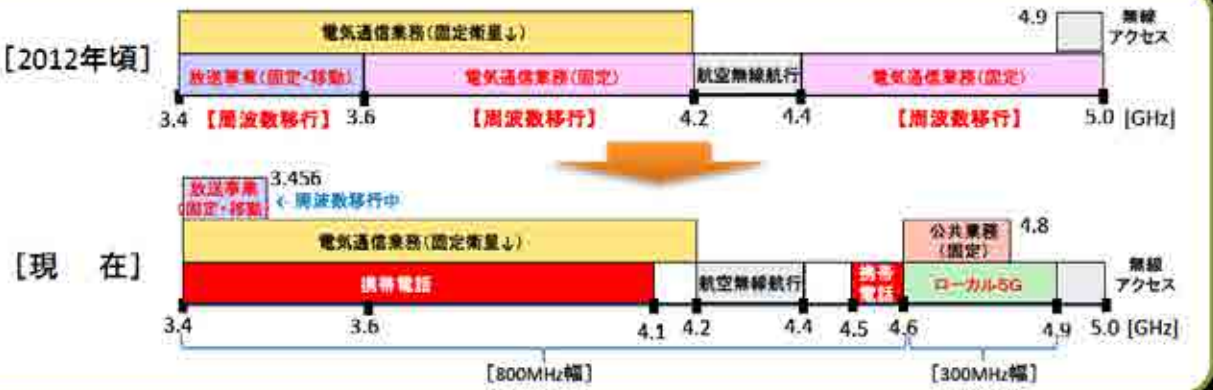 電気通信業務(固定衛星↓)
4.9
無線
アクセス
[2012年頃]
放送事業(固定・移動)
電気通信業務(固定)
航空無線航行
電気通信業務(固定)
3.4
【周波数移行】
3.6
【周波数移行】
4.2
4.4
【周波数移行】
5.0
[GHz]
放送事業
(固定・移動)
3.456
← 周波数移行中
電気通信業務(固定衛星↓)
公共業務
(固定)
4.8
[現 在]
携帯電話
航空無線航行
携帯
電話
ローカル5G
無線
アクセス
3.4
3.6
4.1
4.2
4.4
4.5
4.6
4.9
5.0
[GHz]
[800MHz幅]
[300MHz幅]